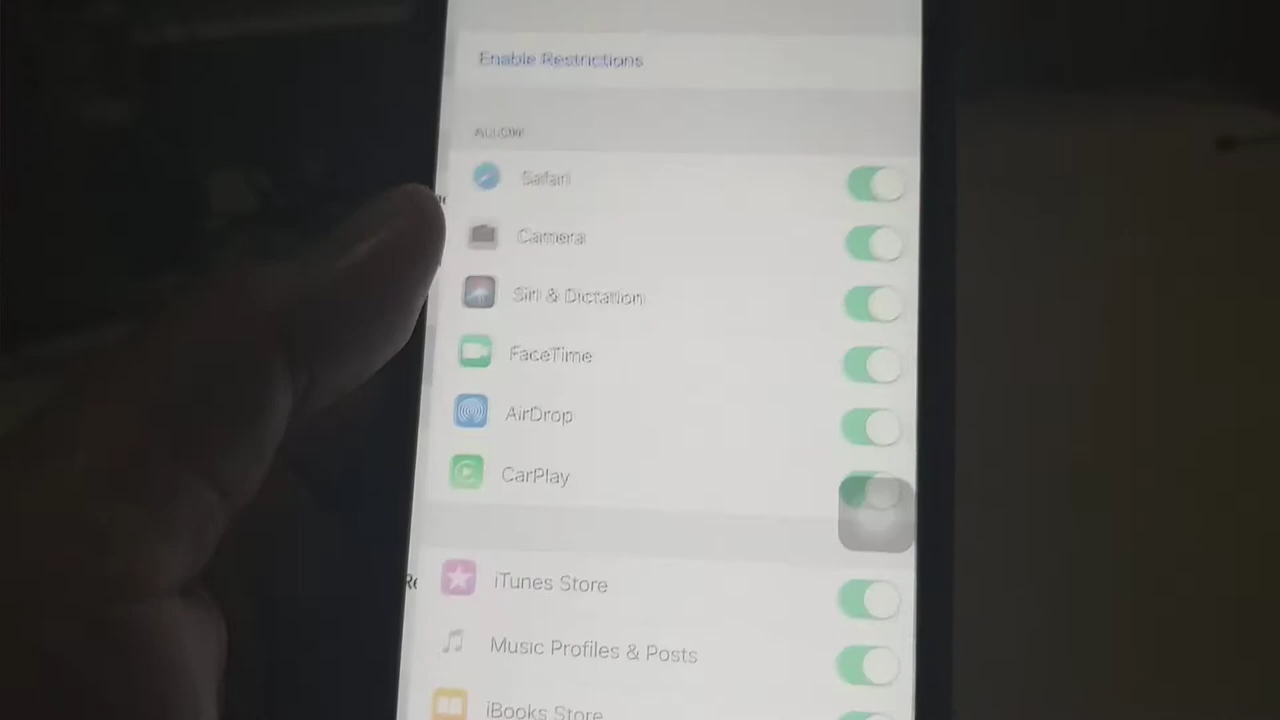 Enable Restrictions
ALLOW
Safari
Camera
Siri & Dictation
FaceTime
AirDrop
CarPlay
iTunes Store
Music Profiles & Posts
iBooks Store